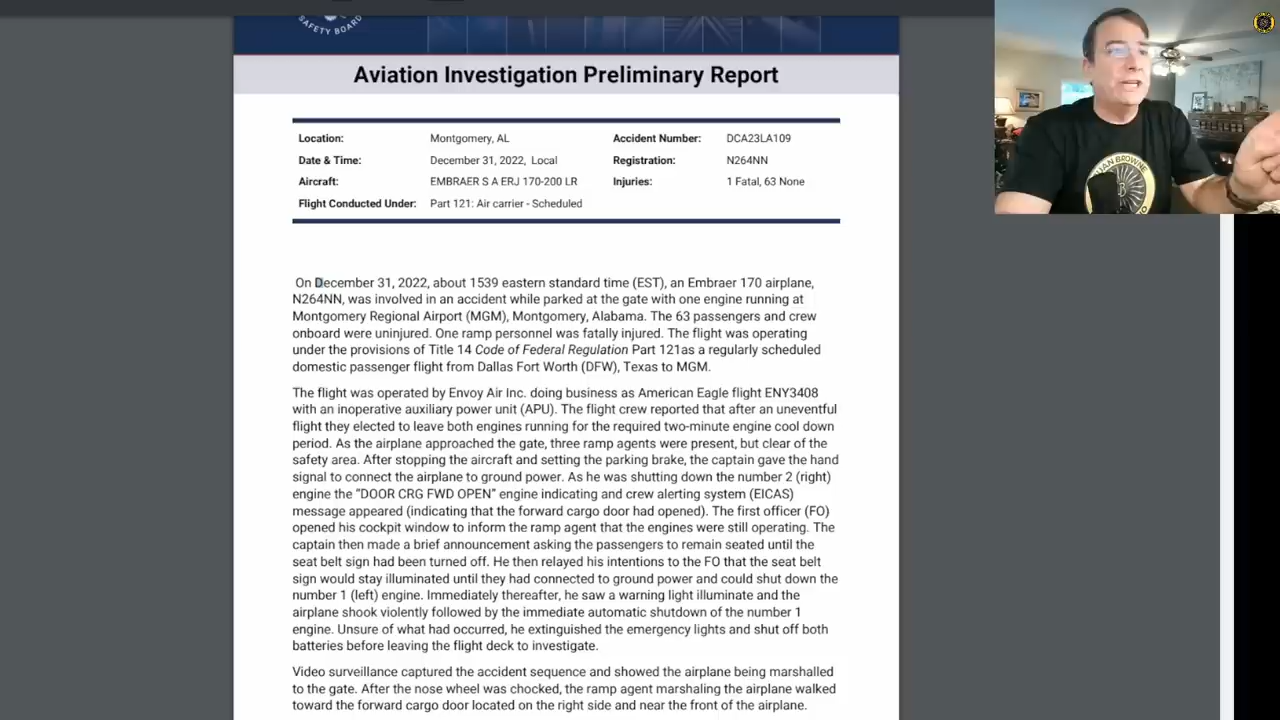 SAFETY BOARD
Aviation Investigation Preliminary Report
Location: Montgomery, AL Accident Number: DCA23LA109
Date & Time: December 31, 2022, Local Registration: N264NN
Aircraft: EMBRAER S A ERJ 170-200 LR Injuries: 1 Fatal, 63 None
Flight Conducted Under: Part 121: Air carrier - Scheduled
On December 31, 2022, about 1539 eastern standard time (EST), an Embraer 170 airplane,
N264NN, was involved in an accident while parked at the gate with one engine running at
Montgomery Regional Airport (MGM), Montgomery, Alabama. The 63 passengers and crew
onboard were uninjured. One ramp personnel was fatally injured. The flight was operating
under the provisions of Title 14 Code of Federal Regulation Part 121as a regularly scheduled
domestic passenger flight from Dallas Fort Worth (DFW), Texas to MGM.
The flight was operated by Envoy Air Inc. doing business as American Eagle flight ENY3408
with an inoperative auxiliary power unit (APU). The flight crew reported that after an uneventful
flight they elected to leave both engines running for the required two-minute engine cool down
period. As the airplane approached the gate, three ramp agents were present, but clear of the
safety area. After stopping the aircraft and setting the parking brake, the captain gave the hand
signal to connect the airplane to ground power. As he was shutting down the number 2 (right)
engine the “DOOR CRG FWD OPEN” engine indicating and crew alerting system (EICAS)
message appeared (indicating that the forward cargo door had opened). The first officer (FO)
opened his cockpit window to inform the ramp agent that the engines were still operating. The
captain then made a brief announcement asking the passengers to remain seated until the
seat belt sign had been turned off. He then relayed his intentions to the FO that the seat belt
sign would stay illuminated until they had connected to ground power and could shut down the
number 1 (left) engine. Immediately thereafter, he saw a warning light illuminate and the
airplane shook violently followed by the immediate automatic shutdown of the number 1
engine. Unsure of what had occurred, he extinguished the emergency lights and shut off both
batteries before leaving the flight deck to investigate.
Video surveillance captured the accident sequence and showed the airplane being marshalled
to the gate. After the nose wheel was chocked, the ramp agent marshaling the airplane walked
toward the forward cargo door located on the right side and near the front of the airplane.
BROWNE